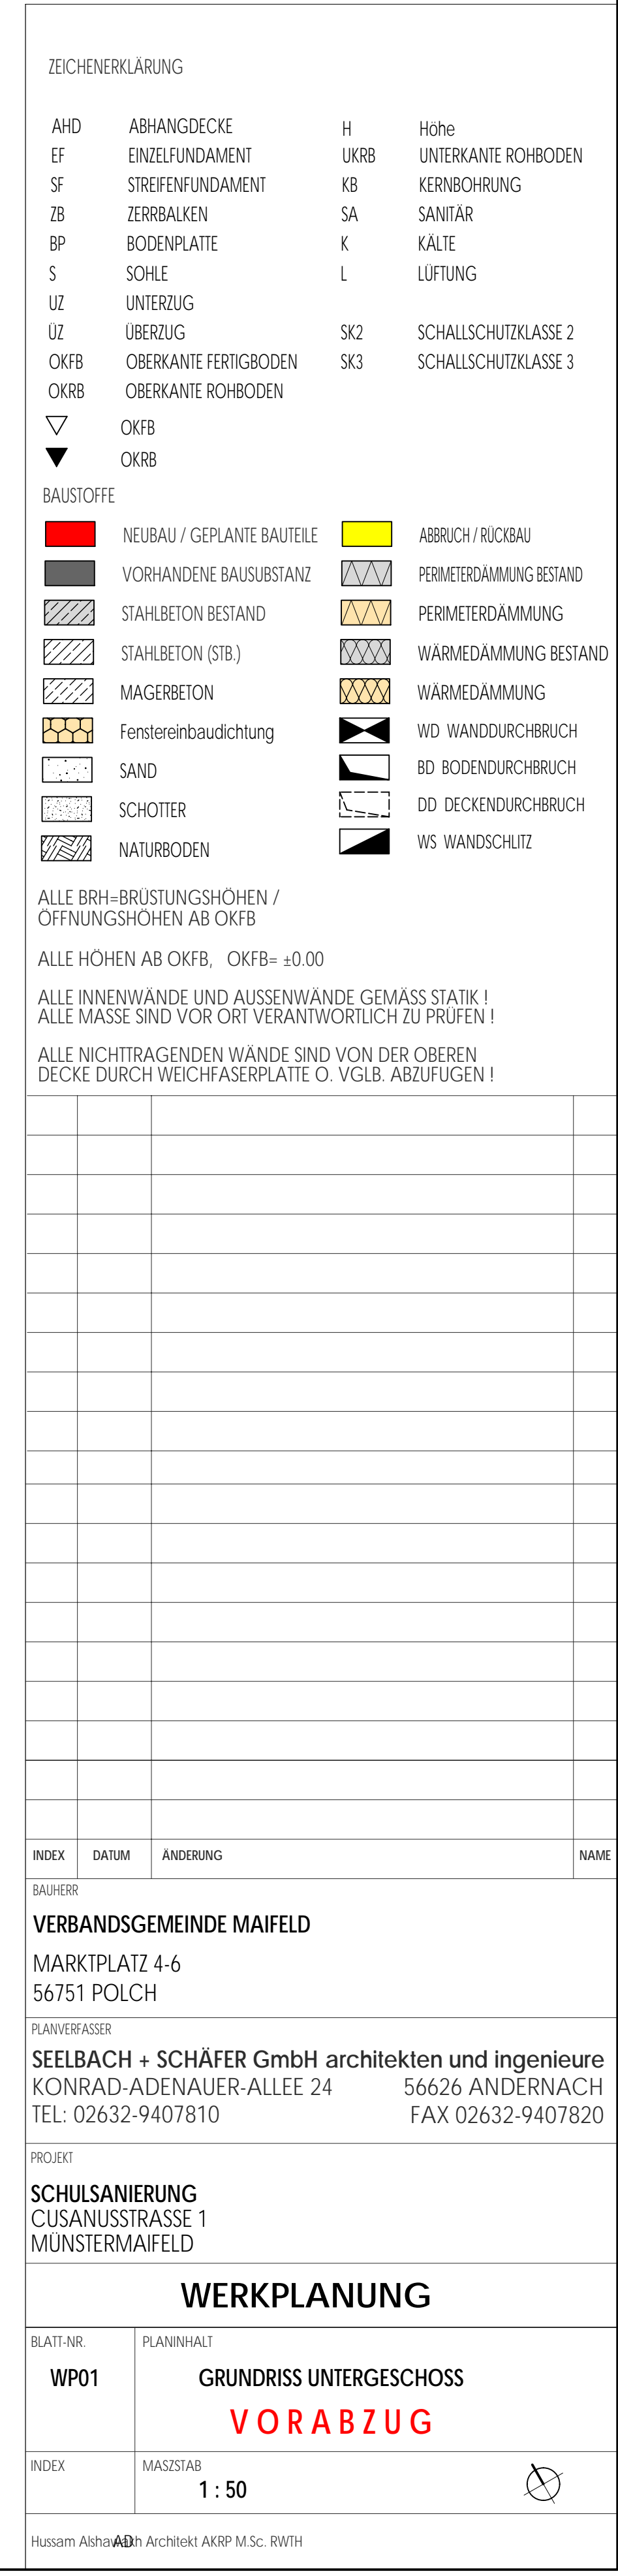 ZEICHENERKLÄRUNG
AHD ABHANGDECKE H Höhe
EF EINZELFUNDAMENT UKRB UNTERKANTE ROHBODEN
SF STREIFENFUNDAMENT KB KERNBOHRUNG
ZB ZERRBALKEN SA SANITÄR
BP BODENPLATTE K KÄLTE
S SOHLE L LÜFTUNG
UZ UNTERZUG
ÜZ ÜBERZUG SK2 SCHALLSCHUTZKLASSE 2
OKFB OBERKANTE FERTIGBODEN SK3 SCHALLSCHUTZKLASSE 3
OKRB OBERKANTE ROHBODEN
OKFB
OKRB
BAUSTOFFE
NEUBAU / GEPLANTE BAUTEILE ABBRUCH / RÜCKBAU
VORHANDENE BAUSUBSTANZ PERIMETERDÄMMUNG BESTAND
STAHLBETON BESTAND PERIMETERDÄMMUNG
STAHLBETON (STB.) WÄRMEDÄMMUNG BESTAND
MAGERBETON WÄRMEDÄMMUNG
Fenstereinbaudichtung WD WANDDURCHBRUCH
SAND BD BODENDURCHBRUCH
SCHOTTER DD DECKENDURCHBRUCH
NATURBODEN WS WANDSCHLITZ
ALLE BRH=BRÜSTUNGSHÖHEN /
ÖFFNUNGSHÖHEN AB OKFB
ALLE HÖHEN AB OKFB, OKFB= ±0.00
ALLE INNENWÄNDE UND AUSSENWÄNDE GEMÄSS STATIK !
ALLE MASSE SIND VOR ORT VERANTWORTLICH ZU PRÜFEN !
ALLE NICHTTRAGENDEN WÄNDE SIND VON DER OBEREN
DECKE DURCH WEICHFASERPLATTE O. VGLB. ABZUFUGEN !
INDEX DATUM ÄNDERUNG NAME
BAUHERR
VERBANDSGEMEINDE MAIFELD
MARKTPLATZ 4-6
56751 POLCH
PLANVERFASSER
SEELBACH + SCHÄFER GmbH architekten und ingenieure
KONRAD-ADENAUER-ALLEE 24 56626 ANDERNACH
TEL: 02632-9407810 FAX 02632-9407820
PROJEKT
SCHULSANIERUNG
CUSANUSSTRASSE 1
MÜNSTERMAIFELD
WERKPLANUNG
BLATT-NR. PLANINHALT
WP01 GRUNDRISS UNTERGESCHOSS
VORABZUG
INDEX MASZSTAB
1 : 50
Hussam AD Architekt AKRP M.Sc. RWTH